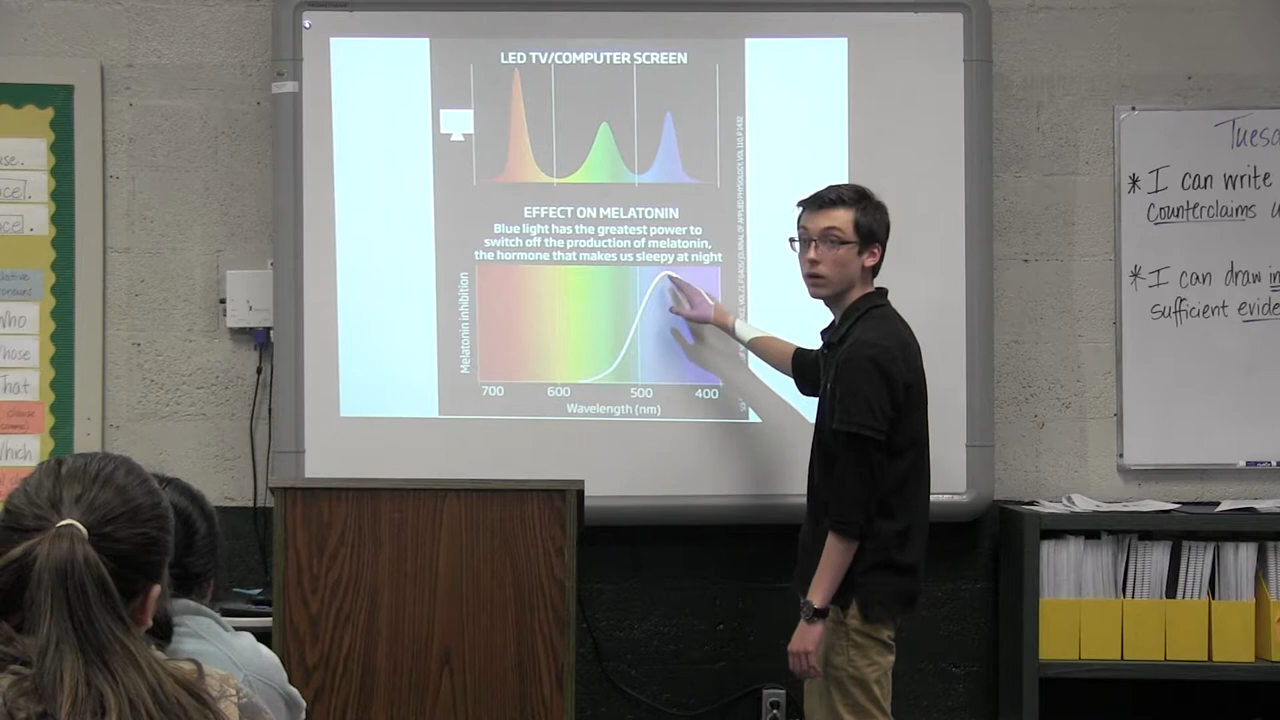 LED TV/COMPUTER SCREEN
EFFECT ON MELATONIN
Blue light has the greatest power to
switch off the production of melatonin,
the hormone that makes us sleepy at night
Melatonin inhibition
700 600 500 400
Wavelength (nm)
Who
That
Tuesd
* I can write
Counterclaims
* I can draw in
sufficient evide